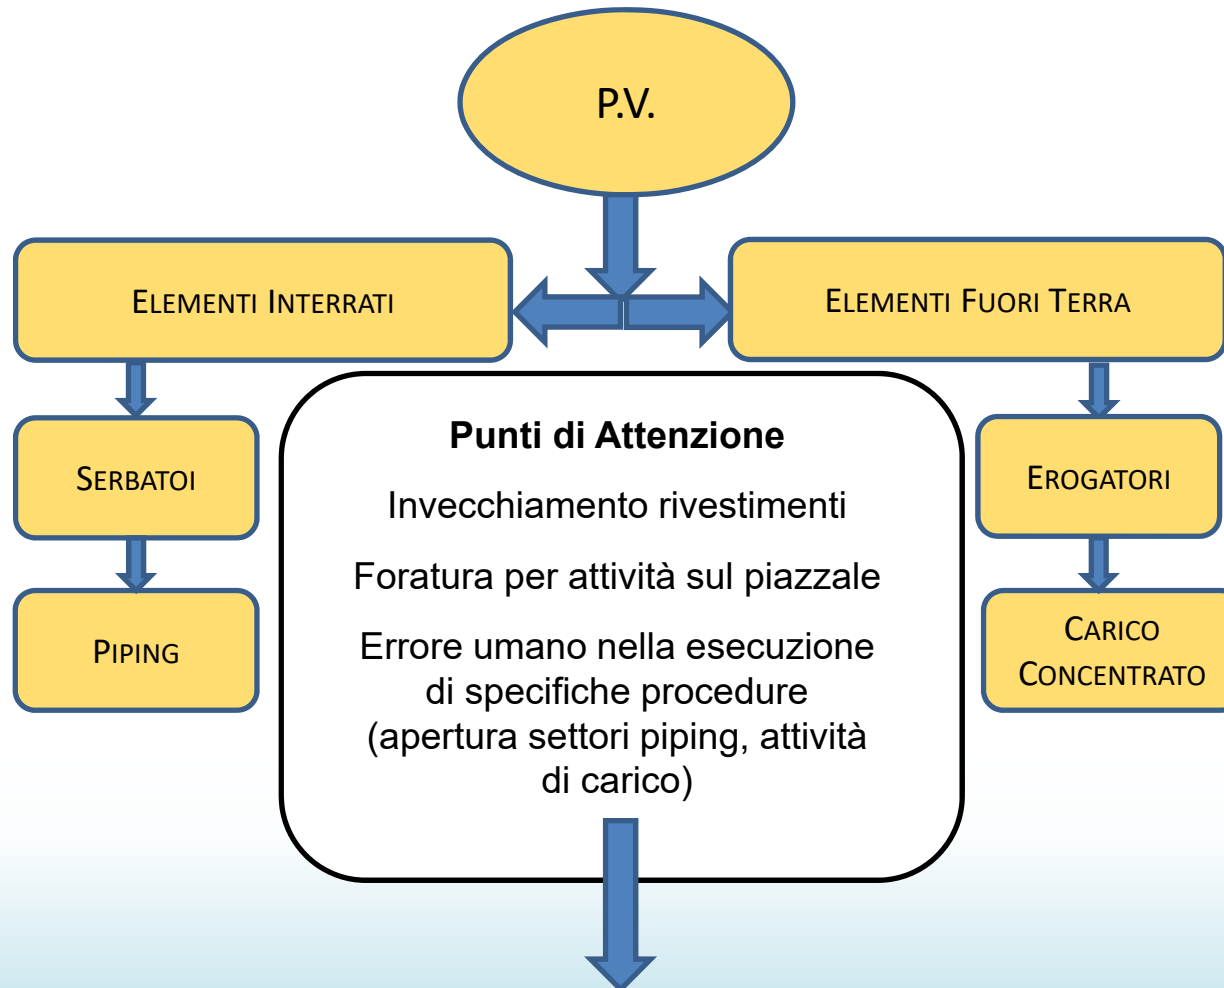 P.V.
ELEMENTI INTERRATI
ELEMENTI FUORI TERRA
SERBATOI
PIPING
Punti di Attenzione
Invecchiamento rivestimenti
Foratura per attività sul piazzale
Errore umano nella esecuzione
di specifiche procedure
(apertura settori piping, attività
di carico)
EROGATORI
CARICO
CONCENTRATO